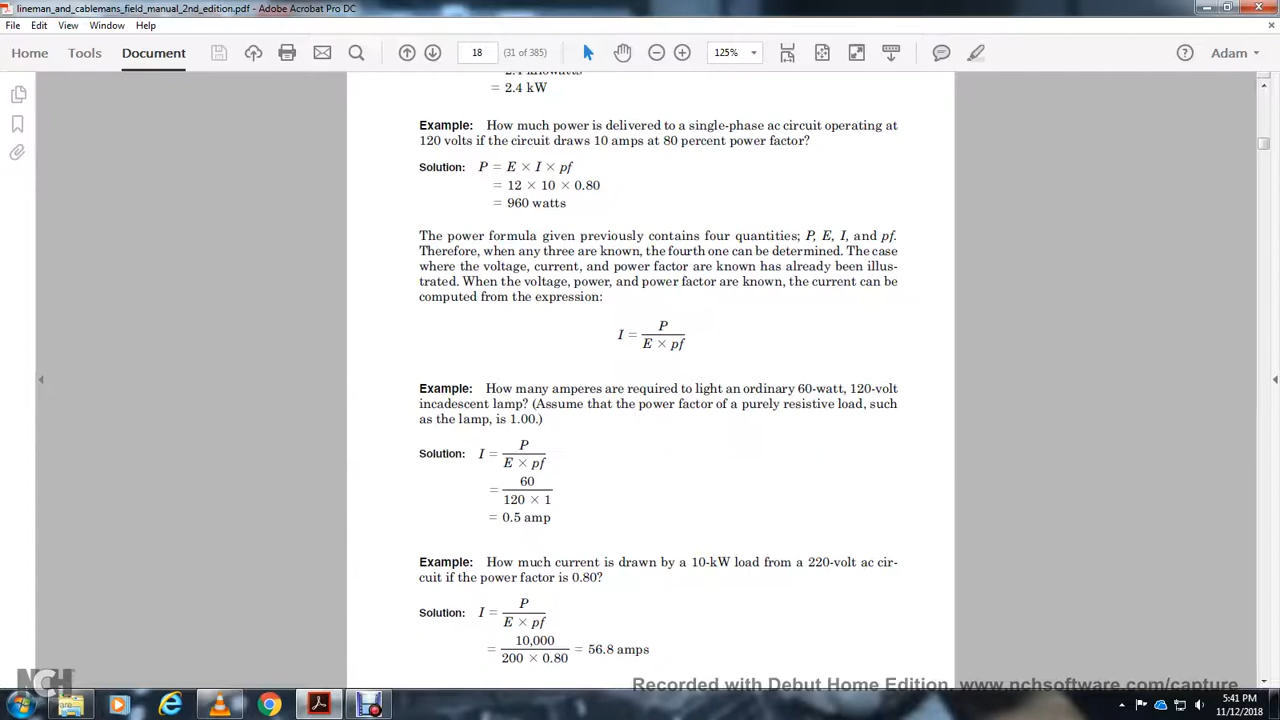 lineman_and_cablemans_field_manual_2nd_edition.pdf - Adobe Acrobat Pro DC
File Edit View Window Help
Home Tools Document 18 (31 of 385) 125% Adam
2.4 kilowatts
= 2.4 kW
Example: How much power is delivered to a single-phase ac circuit operating at
120 volts if the circuit draws 10 amps at 80 percent power factor?
Solution: P = E × I × pf
= 12 × 10 × 0.80
= 960 watts
The power formula given previously contains four quantities; P, E, I, and pf.
Therefore, when any three are known, the fourth one can be determined. The case
where the voltage, current, and power factor are known has already been illus-
trated. When the voltage, power, and power factor are known, the current can be
computed from the expression:
I = P
E × pf
Example: How many amperes are required to light an ordinary 60-watt, 120-volt
incadescent lamp? (Assume that the power factor of a purely resistive load, such
as the lamp, is 1.00.)
Solution: I = P
E × pf
= 60
120 × 1
= 0.5 amp
Example: How much current is drawn by a 10-kW load from a 220-volt ac cir-
cuit if the power factor is 0.80?
Solution: I = P
E × pf
= 10,000
200 × 0.80 = 56.8 amps
NCH
Recorded with Debut Home Edition. www.nchsoftware.com/capture
5:41 PM
11/12/2018